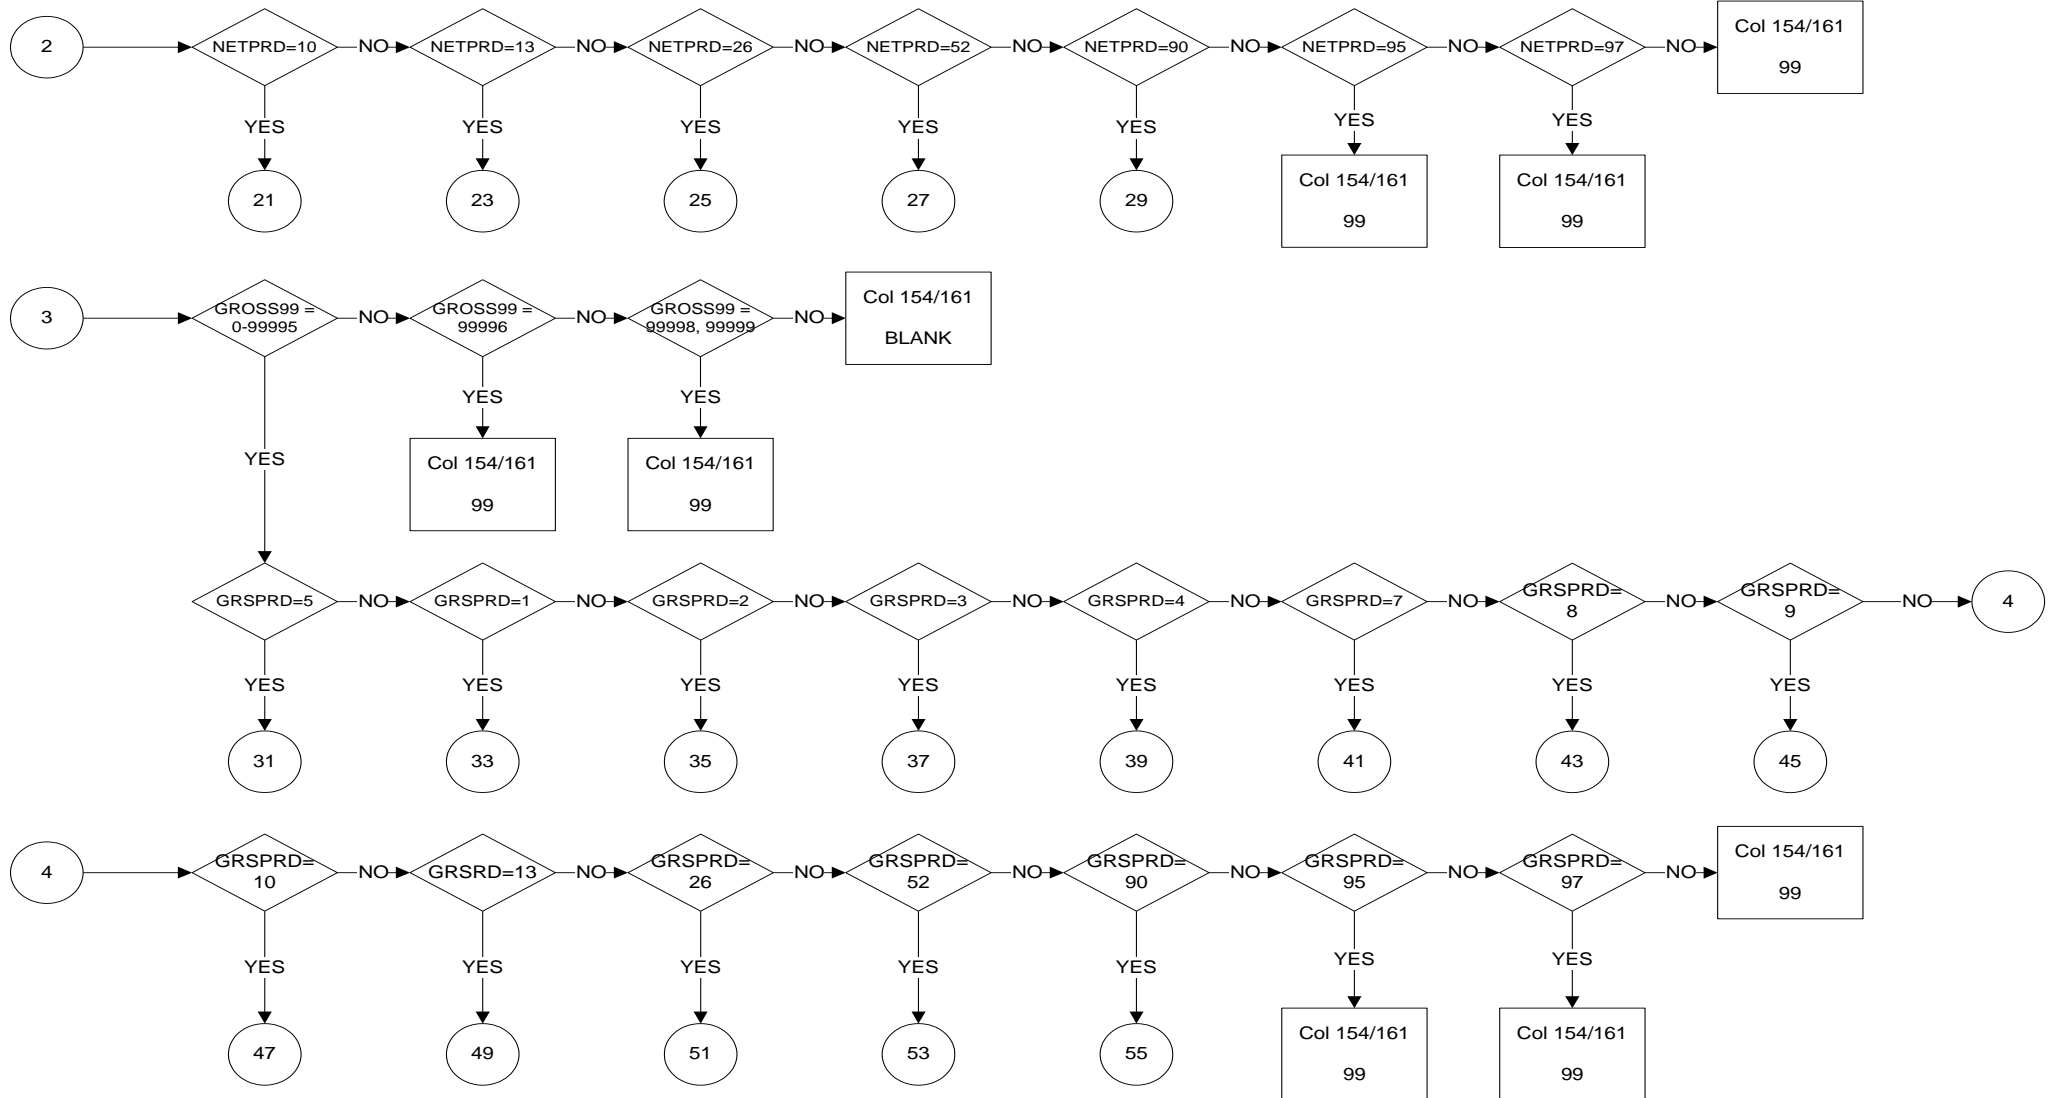 2
NETPRD=10
NO
NETPRD=13
NO
NETPRD=26
NO
NETPRD=52
NO
NETPRD=90
NO
NETPRD=95
NO
NETPRD=97
NO
Col 154/161
99
YES
YES
YES
YES
YES
YES
YES
21
23
25
27
29
Col 154/161
99
Col 154/161
99
3
GROSS99 =
0-99995
NO
GROSS99 =
99996
NO
GROSS99 =
99998, 99999
NO
Col 154/161
BLANK
YES
YES
YES
Col 154/161
99
Col 154/161
99
GRSPRD=5
NO
GRSPRD=1
NO
GRSPRD=2
NO
GRSPRD=3
NO
GRSPRD=4
NO
GRSPRD=7
NO
GRSPRD=
8
NO
GRSPRD=
9
NO
4
YES
YES
YES
YES
YES
YES
YES
YES
31
33
35
37
39
41
43
45
4
GRSPRD=
10
NO
GRSRD=13
NO
GRSPRD=
26
NO
GRSPRD=
52
NO
GRSPRD=
90
NO
GRSPRD=
95
NO
GRSPRD=
97
NO
Col 154/161
99
YES
YES
YES
YES
YES
YES
YES
47
49
51
53
55
Col 154/161
99
Col 154/161
99